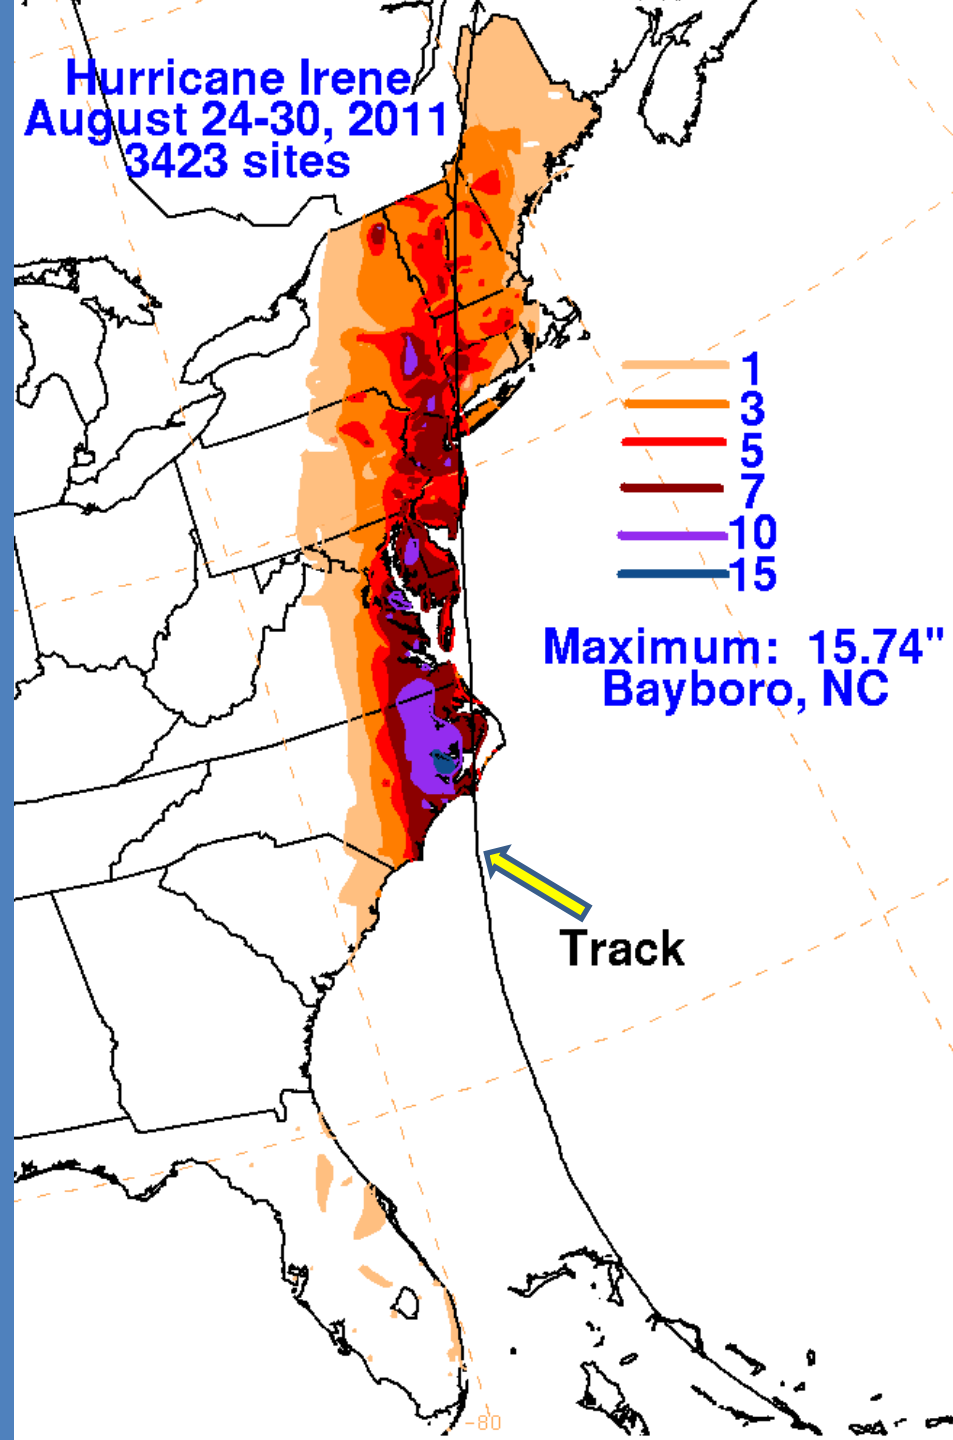 Hurricane Irene
August 24-30, 2011
3423 sites
1
3
5
7
10
15
Maximum: 15.74"
Bayboro, NC
Track
-80